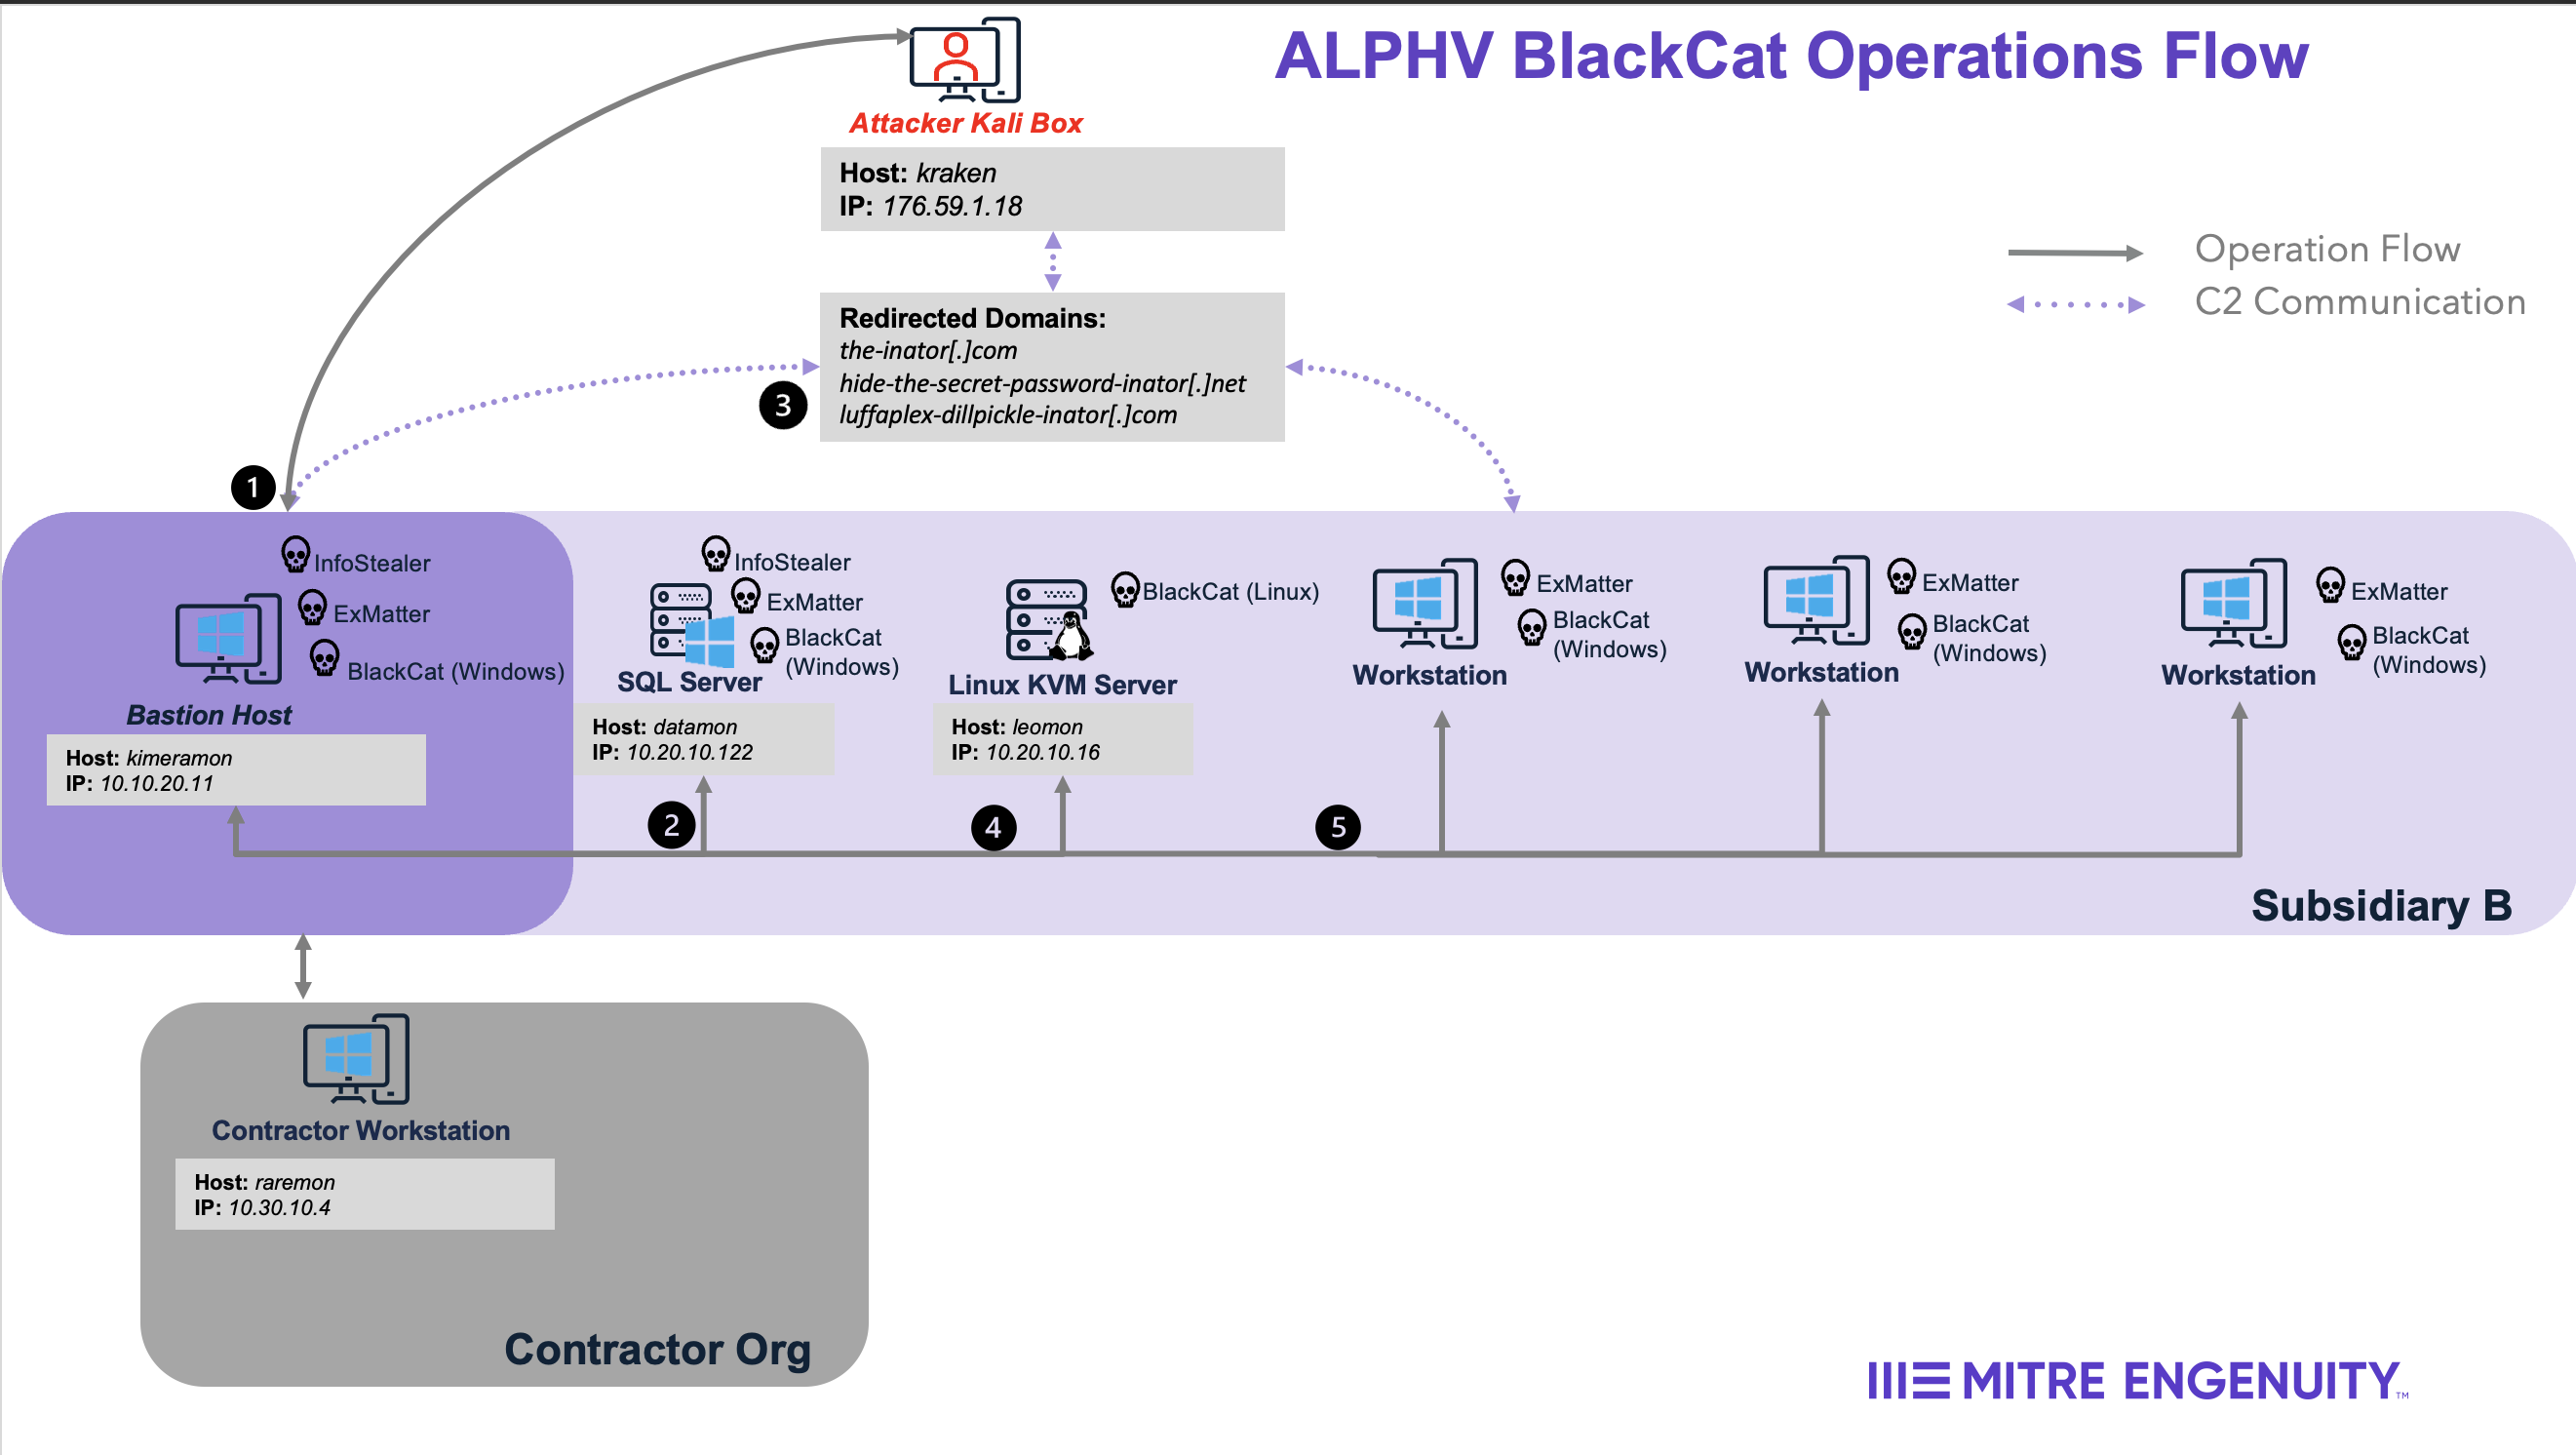 ALPHV BlackCat Operations Flow
Attacker Kali Box
Host: kraken
IP: 176.59.1.18
Operation Flow
C2 Communication
Redirected Domains:
the-inator[.]com
hide-the-secret-password-inator[.]net
luffaplex-dillpickle-inator[.]com
3
1
InfoStealer
ExMatter
BlackCat (Windows)
Bastion Host
Host: kimeramon
IP: 10.10.20.11
InfoStealer
ExMatter
BlackCat
(Windows)
SQL Server
Host: datamon
IP: 10.20.10.122
2
BlackCat (Linux)
Linux KVM Server
Host: leomon
IP: 10.20.10.16
4
ExMatter
BlackCat
(Windows)
Workstation
5
ExMatter
BlackCat
(Windows)
Workstation
ExMatter
BlackCat
(Windows)
Workstation
Subsidiary B
Contractor Workstation
Host: raremon
IP: 10.30.10.4
Contractor Org
MITRE ENGENUITY™